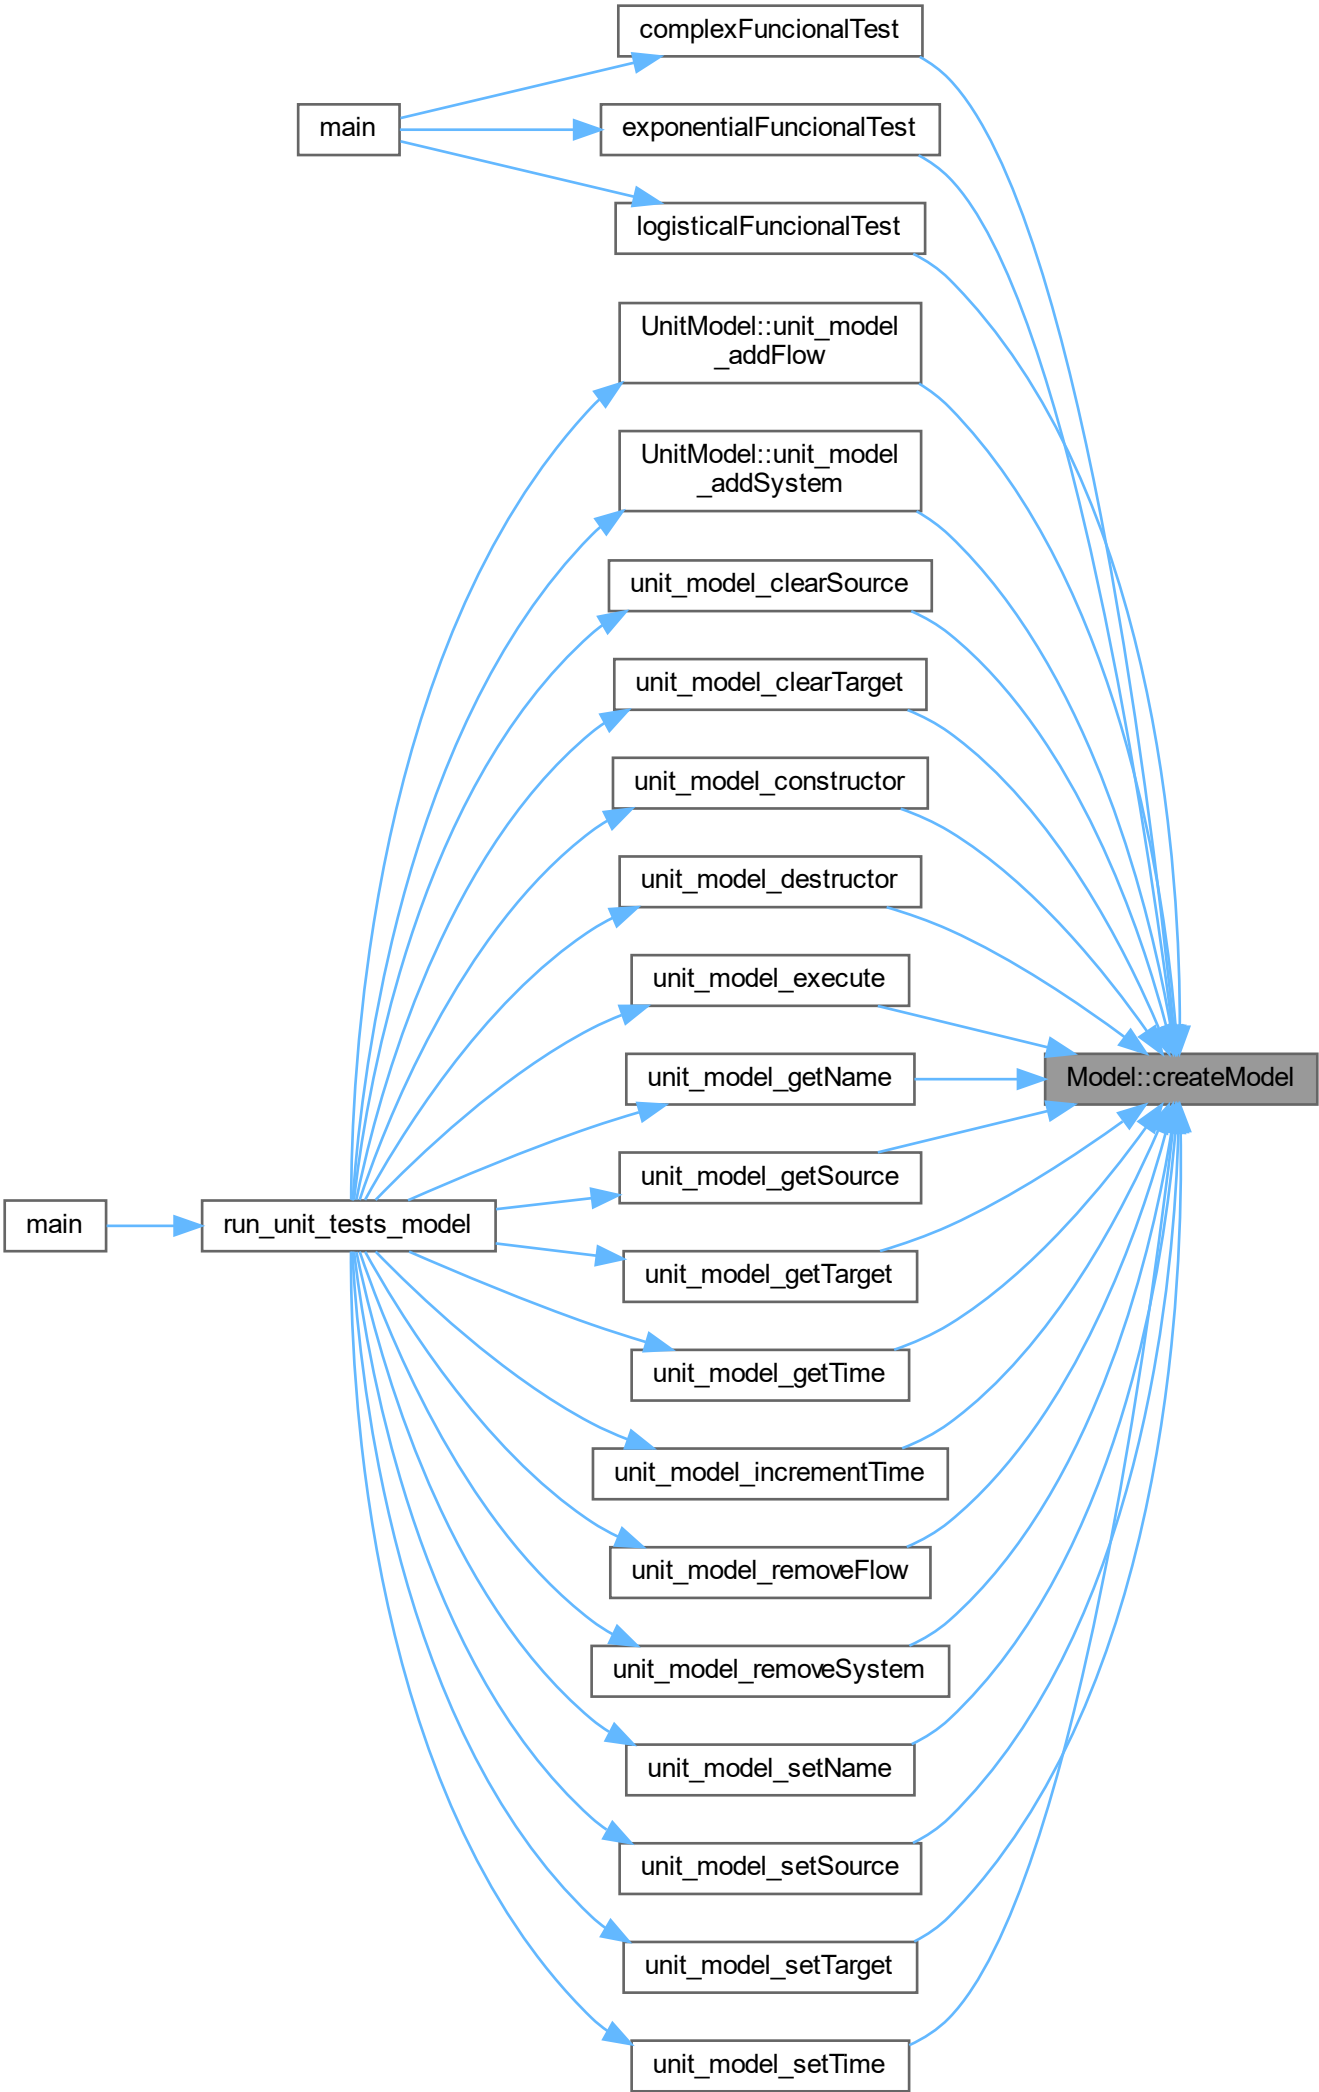 complexFuncionalTest
main
exponentialFuncionalTest
logisticalFuncionalTest
UnitModel::unit_model
_addFlow
UnitModel::unit_model
_addSystem
unit_model_clearSource
unit_model_clearTarget
unit_model_constructor
unit_model_destructor
unit_model_execute
unit_model_getName
Model::createModel
unit_model_getSource
main
run_unit_tests_model
unit_model_getTarget
unit_model_getTime
unit_model_incrementTime
unit_model_removeFlow
unit_model_removeSystem
unit_model_setName
unit_model_setSource
unit_model_setTarget
unit_model_setTime